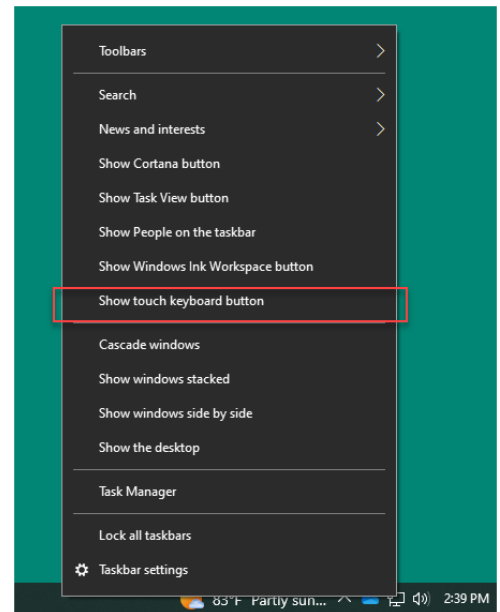 Toolbars
Search
News and interests
Show Cortana button
Show Task View button
Show People on the taskbar
Show Windows Ink Workspace button
Show touch keyboard button
Cascade windows
Show windows stacked
Show windows side by side
Show the desktop
Task Manager
Lock all taskbars
Taskbar settings
83°F Partly sun... 2:39 PM